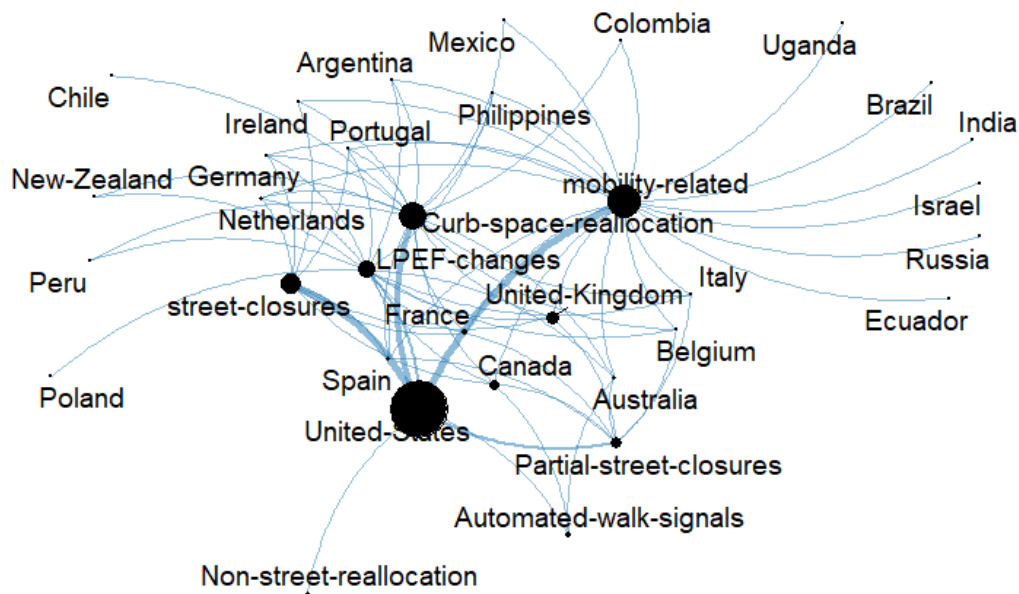 Mexico
Colombia
Uganda
Argentina
Chile
Philippines
Brazil
Ireland
Portugal
India
New-Zealand
Germany
mobility-related
Netherlands
Curb-space-reallocation
Israel
Peru
LPEF-changes
Russia
street-closures
United-Kingdom
Italy
France
Ecuador
Canada
Belgium
Poland
Spain
Australia
United-States
Partial-street-closures
Automated-walk-signals
Non-street-reallocation